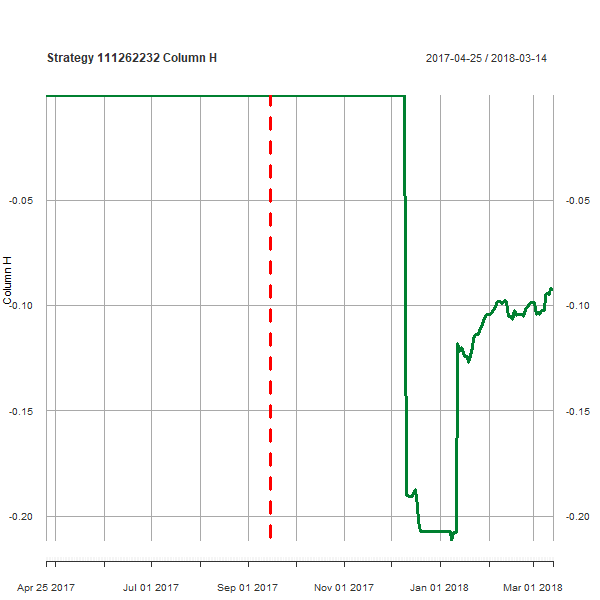 Strategy 111262232 Column H
2017-04-25 / 2018-03-14
-0.05
-0.05
Column H
-0.10
-0.10
-0.15
-0.15
-0.20
-0.20
Apr 25 2017
Jul 01 2017
Sep 01 2017
Nov 01 2017
Jan 01 2018
Mar 01 2018